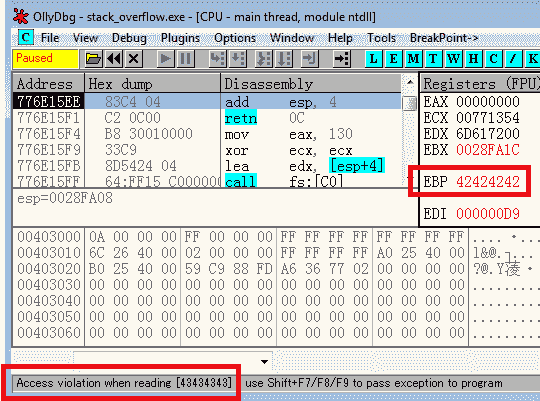 OllyDbg - stack_overflow.exe - [CPU - main thread, module ntdll]
C File View Debug Plugins Options Window Help Tools BreakPoint->
Paused L E M T W H C / K
Address Hex dump Disassembly Registers (FPU)
776E15EE 83C4 04 add esp, 4 EAX 00000000
776E15F1 C2 0C00 retn 0C ECX 00771354
776E15F4 B8 30010000 mov eax, 130 EDX 6D617200
776E15F9 33C9 xor ecx, ecx EBX 0028FA1C
776E15FB 8D5424 04 lea edx, [esp+4]
776E15FF 64:FF15 C000000 call fs:[C0] EBP 42424242
esp=0028FA08
EDI 000000D9
00403000 0A 00 00 00 FF 00 00 00 FF FF FF FF FF FF FF FF .... ·...
00403010 6C 26 40 00 02 00 00 00 FF FF FF FF A0 25 40 00 l&@.
00403020 B0 25 40 00 59 C9 88 FD A6 36 77 02 00 00 00 00 ?@.Y凌
00403030 00 00 00 00 00 00 00 00 00 00 00 00 00 00 00 00 ........
00403040 00 00 00 00 00 00 00 00 00 00 00 00 00 00 00 00 ........
00403050 00 00 00 00 00 00 00 00 00 00 00 00 00 00 00 00 ........
00403060 00 00 00 00 00 00 00 00 00 00 00 00 00 00 00 00 ........
Access violation when reading [43434343] use Shift+F7/F8/F9 to pass exception to program